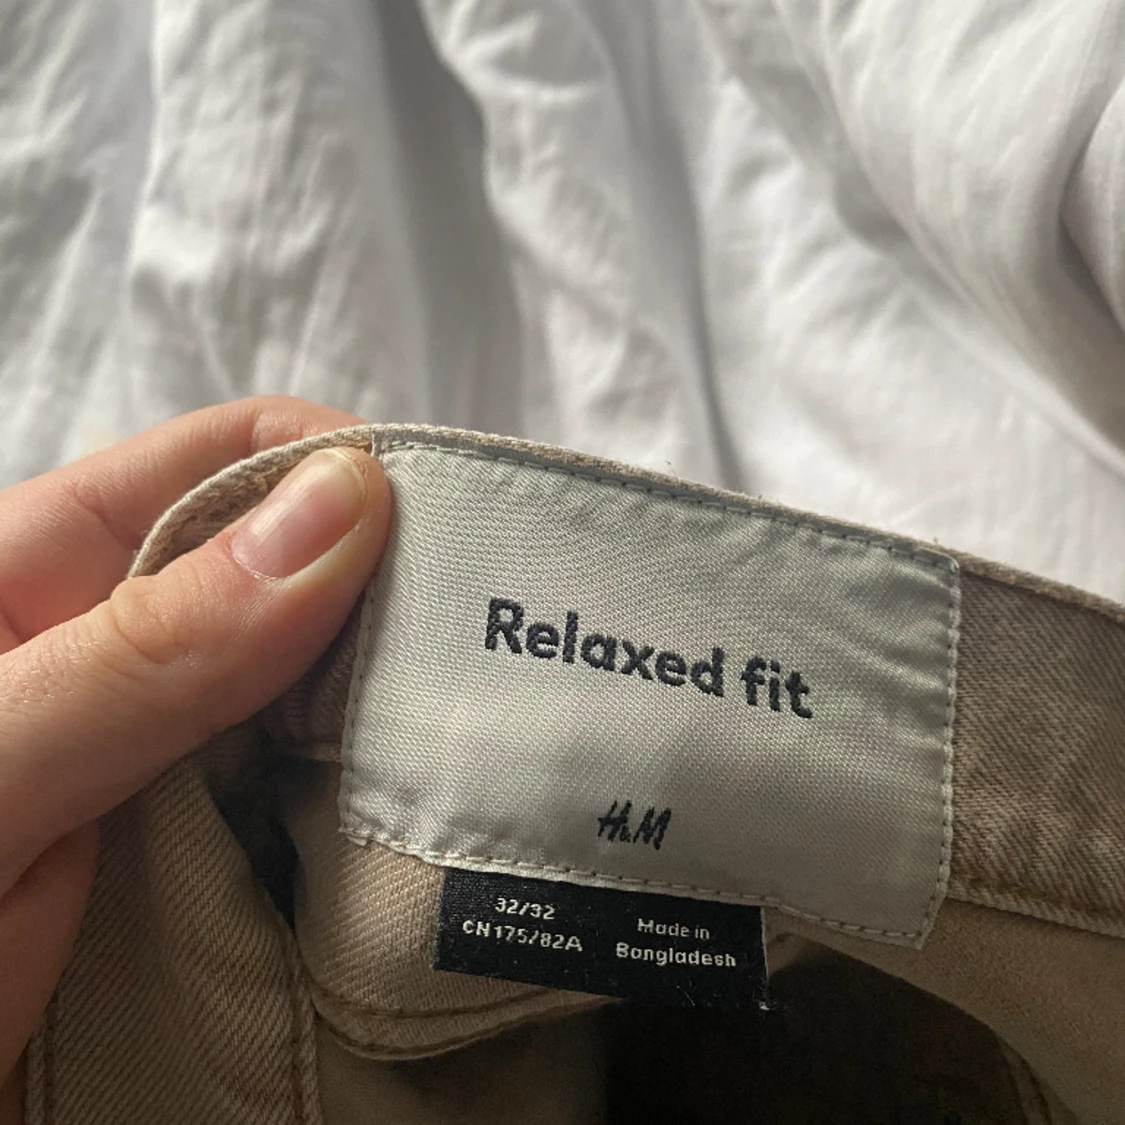 Relaxed fit
H&M
32/32
CN175/82A
Made in
Bangladesh